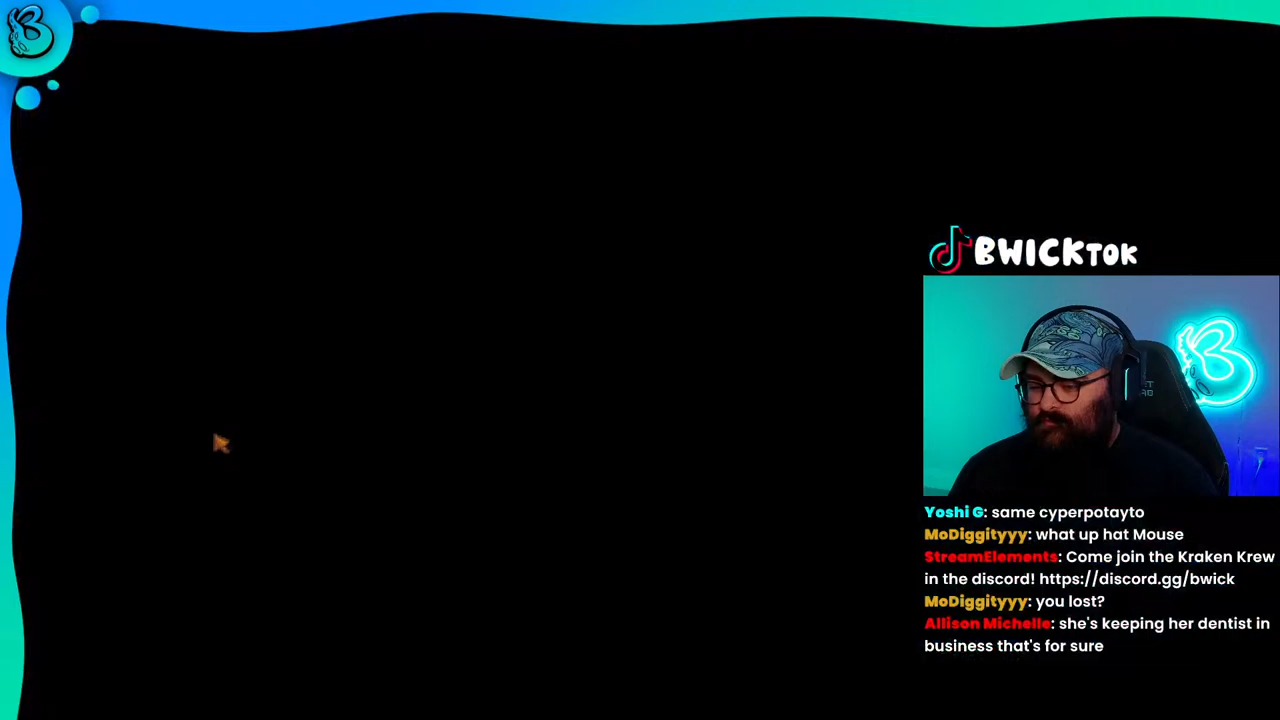 B
BWICKTOK
B
Yoshi G: same cyperpotayto
MoDiggityyy: what up hat Mouse
StreamElements: Come join the Kraken Krew
in the discord! https://discord.gg/bwick
MoDiggityyy: you lost?
Allison Michelle: she's keeping her dentist in
business that's for sure